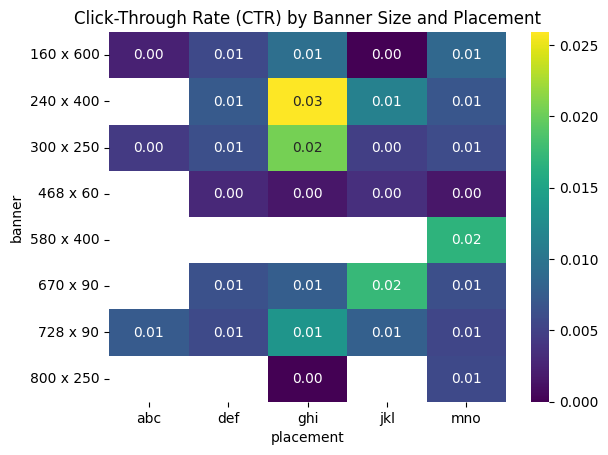 Click-Through Rate (CTR) by Banner Size and Placement
160 x 600 0.00 0.01 0.01 0.00 0.01
240 x 400 0.01 0.03 0.01 0.01
300 x 250 0.00 0.01 0.02 0.00 0.01
468 x 60 0.00 0.00 0.00 0.00
580 x 400 0.02
670 x 90 0.01 0.01 0.02 0.01
728 x 90 0.01 0.01 0.01 0.01 0.01
800 x 250 0.00 0.01
abc def ghi jkl mno
placement
banner
0.025
0.020
0.015
0.010
0.005
0.000